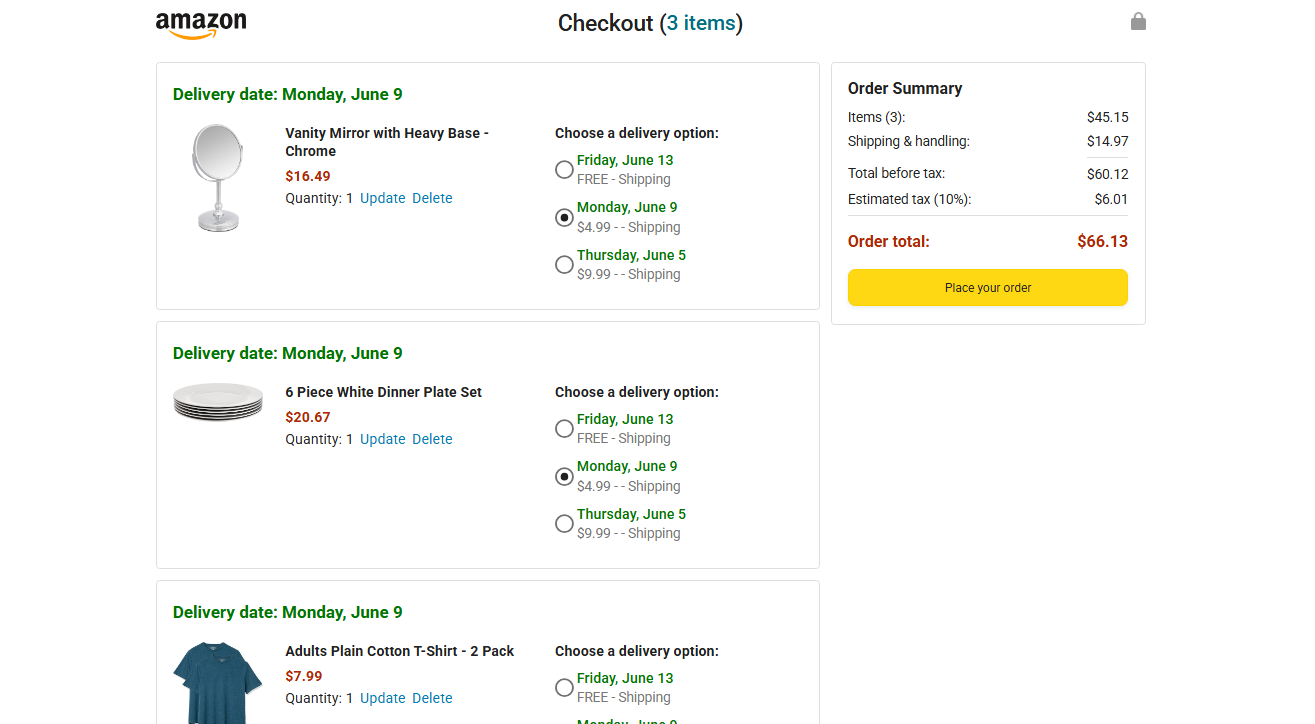 amazon
Checkout (3 items)
Delivery date: Monday, June 9
Vanity Mirror with Heavy Base -
Chrome
$16.49
Quantity: 1 Update Delete
Choose a delivery option:
Friday, June 13
FREE - Shipping
Monday, June 9
$4.99 - - Shipping
Thursday, June 5
$9.99 - - Shipping
Delivery date: Monday, June 9
6 Piece White Dinner Plate Set
$20.67
Quantity: 1 Update Delete
Choose a delivery option:
Friday, June 13
FREE - Shipping
Monday, June 9
$4.99 - - Shipping
Thursday, June 5
$9.99 - - Shipping
Delivery date: Monday, June 9
Adults Plain Cotton T-Shirt - 2 Pack
$7.99
Quantity: 1 Update Delete
Choose a delivery option:
Friday, June 13
FREE - Shipping
Monday, June 9
Order Summary
Items (3): $45.15
Shipping & handling: $14.97
Total before tax: $60.12
Estimated tax (10%): $6.01
Order total: $66.13
Place your order